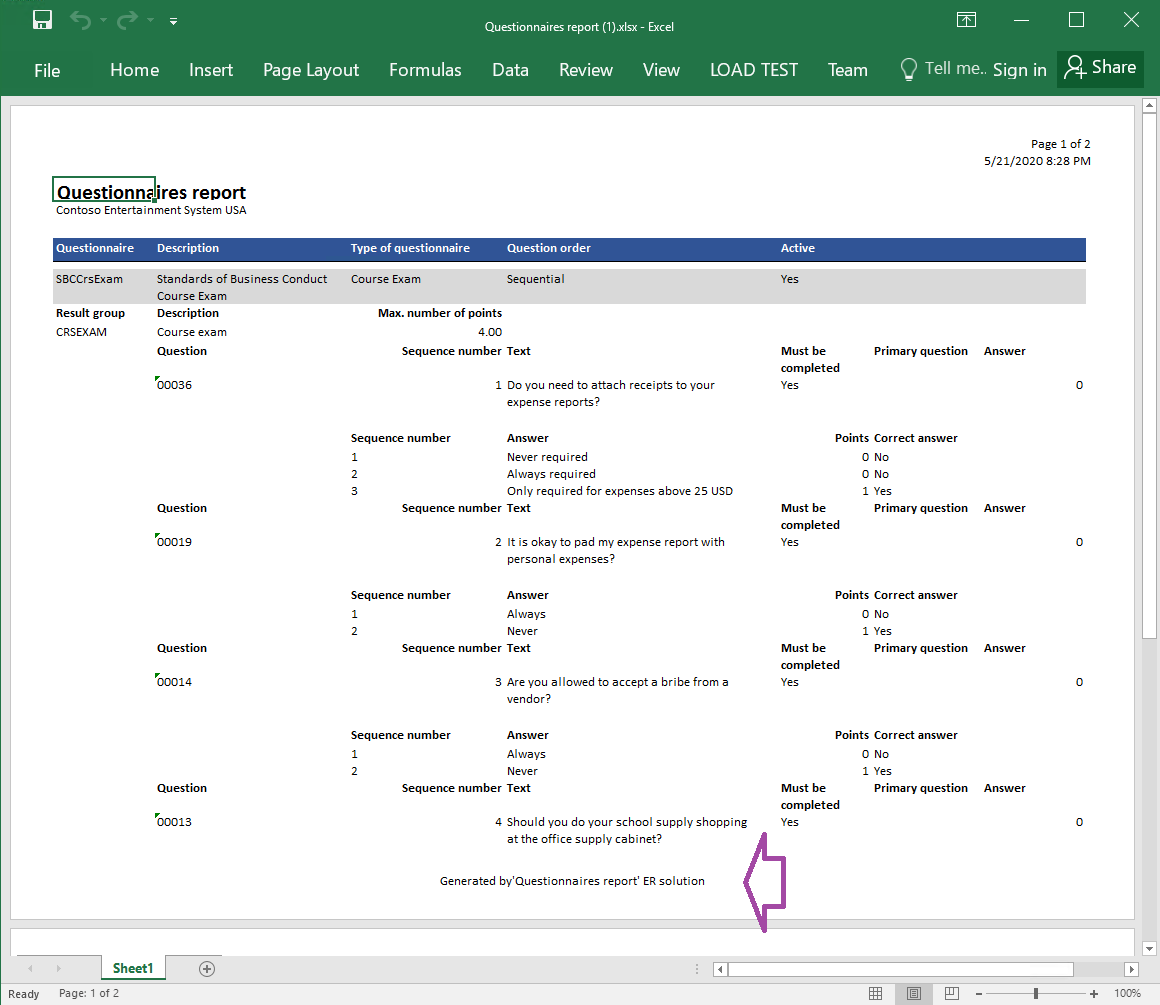 Questionnaires report (1).xlsx - Excel
File Home Insert Page Layout Formulas Data Review View LOAD TEST Team Tell me.. Sign in Share
Page 1 of 2
5/21/2020 8:28 PM
Questionnaires report
Contoso Entertainment System USA
Questionnaire Description Type of questionnaire Question order Active
SBCCrsExam Standards of Business Conduct Course Exam Sequential Yes
Course Exam
Result group Description Max. number of points
CRSEXAM Course exam 4.00
Question Sequence number Text Must be Primary question Answer
completed
00036 1 Do you need to attach receipts to your Yes 0
expense reports?
Sequence number Answer Points Correct answer
1 Never required 0 No
2 Always required 0 No
3 Only required for expenses above 25 USD 1 Yes
Question Sequence number Text Must be Primary question Answer
completed
00019 2 It is okay to pad my expense report with Yes 0
personal expenses?
Sequence number Answer Points Correct answer
1 Always 0 No
2 Never 1 Yes
Question Sequence number Text Must be Primary question Answer
completed
00014 3 Are you allowed to accept a bribe from a Yes 0
vendor?
Sequence number Answer Points Correct answer
1 Always 0 No
2 Never 1 Yes
Question Sequence number Text Must be Primary question Answer
completed
00013 4 Should you do your school supply shopping Yes 0
at the office supply cabinet?
Generated by'Questionnaires report' ER solution
Sheet1
Ready Page: 1 of 2 100%